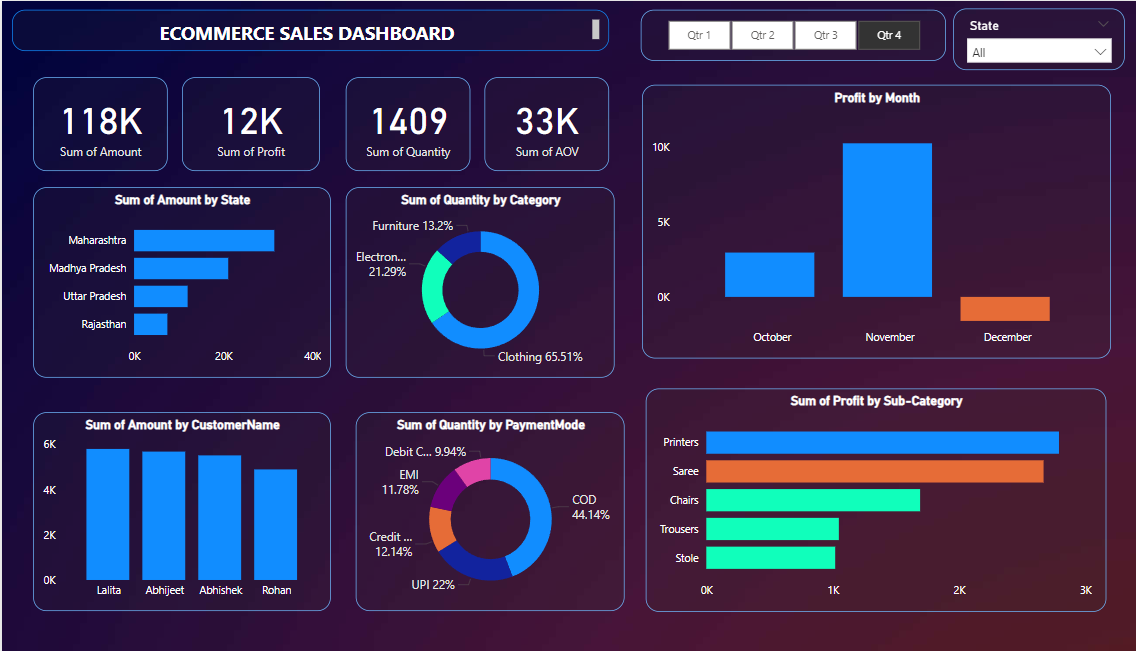 ECOMMERCE SALES DASHBOARD
Qtr 1
Qtr 2
Qtr 3
Qtr 4
State
All
118K
Sum of Amount
12K
Sum of Profit
1409
Sum of Quantity
33K
Sum of AOV
Profit by Month
10K
5K
0K
October
November
December
Sum of Amount by State
Maharashtra
Madhya Pradesh
Uttar Pradesh
Rajasthan
0K
20K
40K
Sum of Quantity by Category
Furniture 13.2%
Electron...
21.29%
Clothing 65.51%
Sum of Amount by CustomerName
6K
4K
2K
0K
Lalita
Abhijeet
Abhishek
Rohan
Sum of Quantity by PaymentMode
Debit C... 9.94%
EMI
11.78%
Credit ...
12.14%
UPI 22%
COD
44.14%
Sum of Profit by Sub-Category
Printers
Saree
Chairs
Trousers
Stole
0K
1K
2K
3K